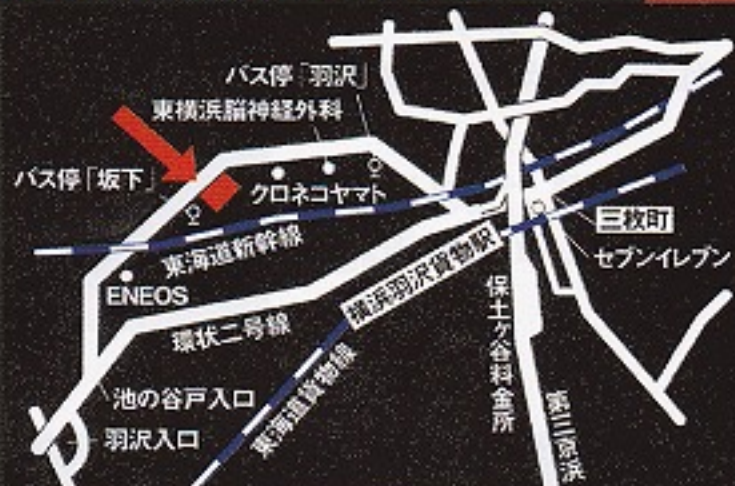 バス停「羽沢」
東横浜脳神経外科
バス停「坂下」
クロネコヤマト
三枚町
セブンイレブン
東海道新幹線
横浜羽沢貨物駅
ENEOS
環状二号線
保土ヶ谷料金所
池の谷戸入口
羽沢入口
東海道貨物線
第三京浜